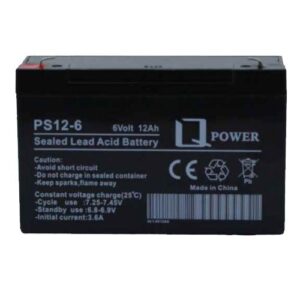 PS12-6
6Volt 12Ah
Sealed Lead Acid Battery
Q
POWER
Caution:
-Avoid short circuit
-Do not charge in sealed container
-Keep sparks,flame away
Made in China
Constant voltage charge(25°C)
-Cycle use : 7.25-7.45V
-Standby use : 6.8-6.9V
-Initial current: 3.6A